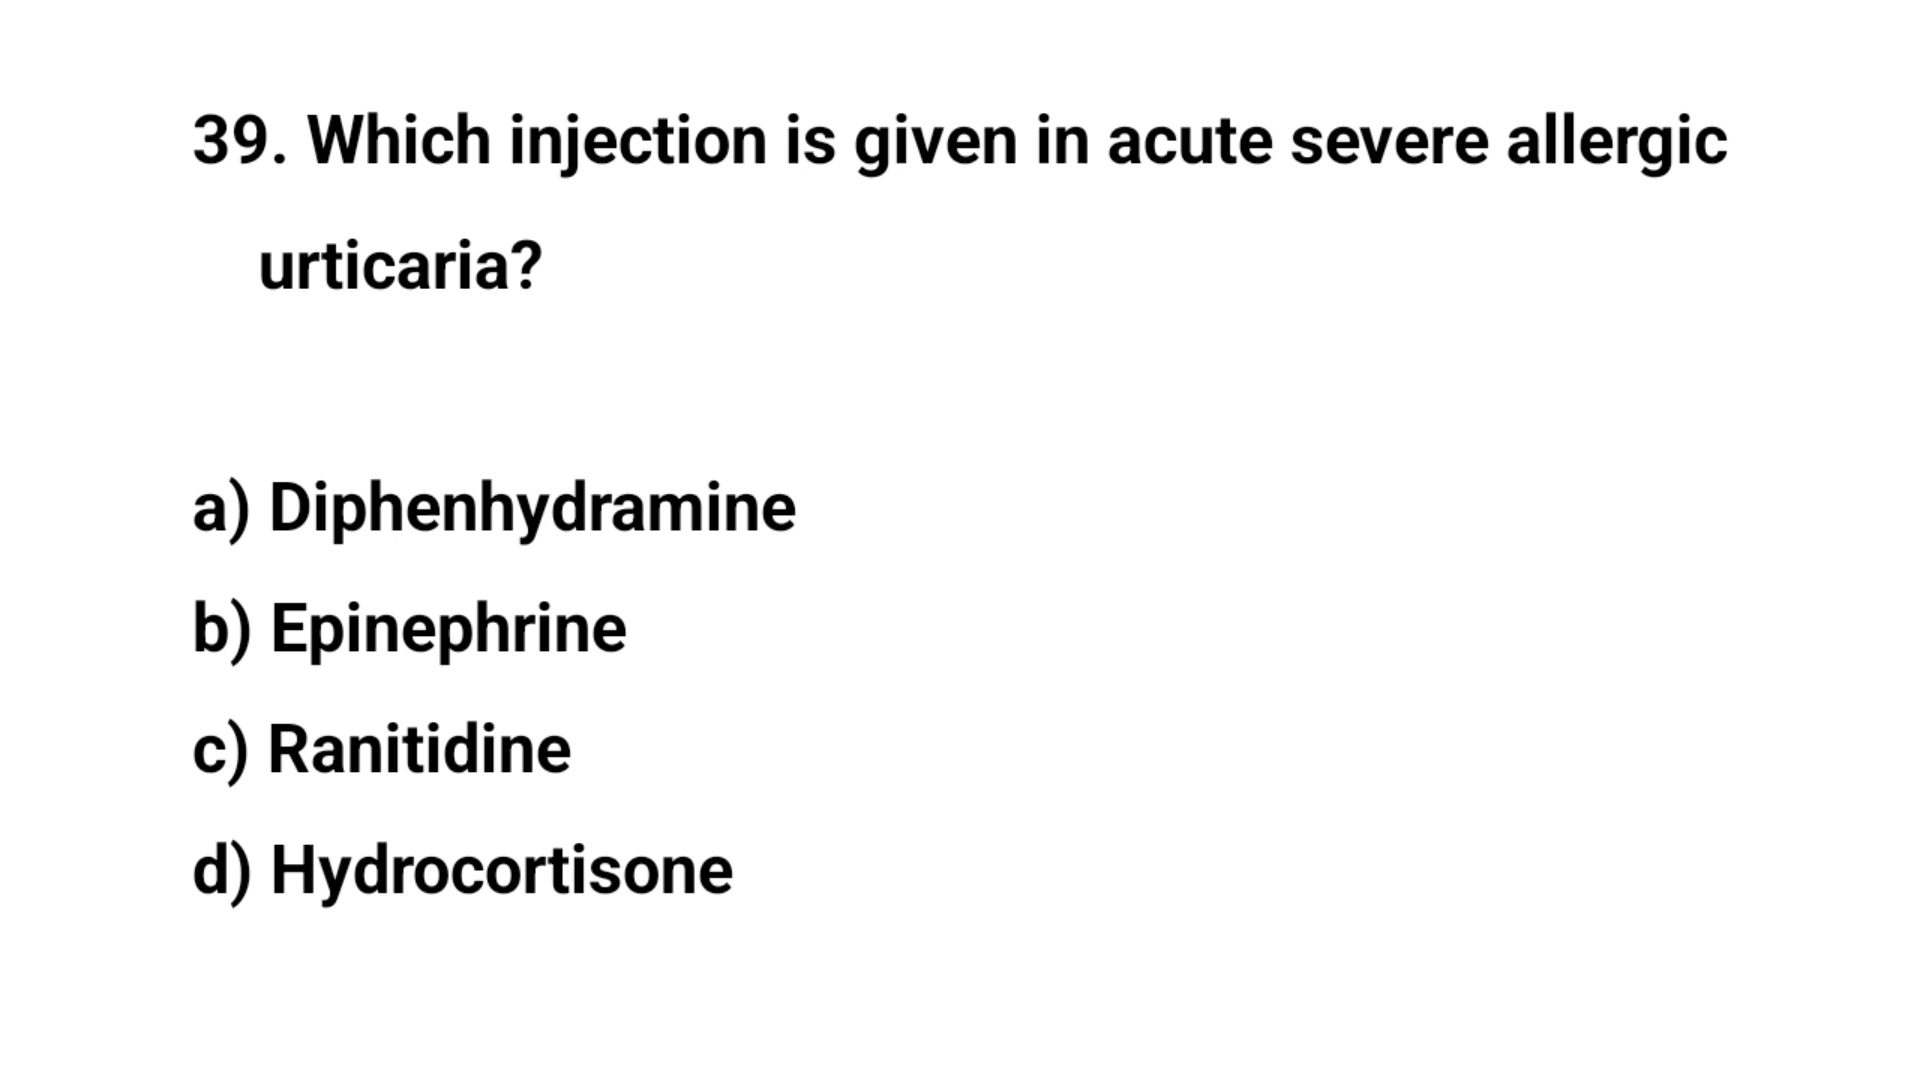 39. Which injection is given in acute severe allergic
urticaria?
a) Diphenhydramine
b) Epinephrine
c) Ranitidine
d) Hydrocortisone